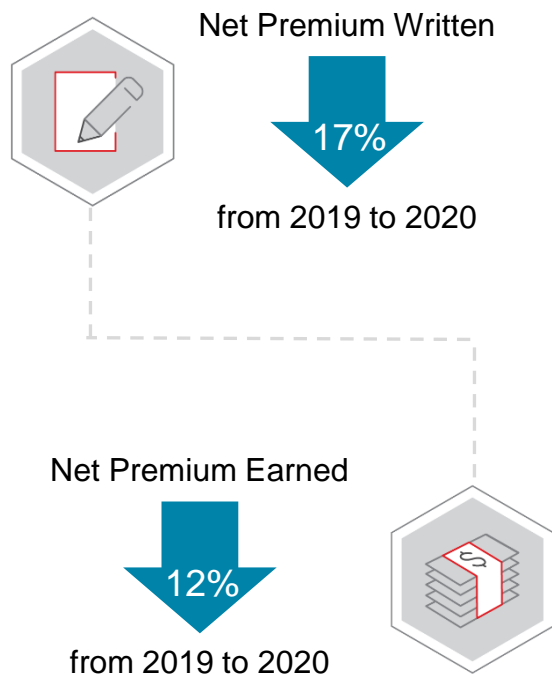 Net Premium Written
17%
from 2019 to 2020
Net Premium Earned
$
12%
from 2019 to 2020